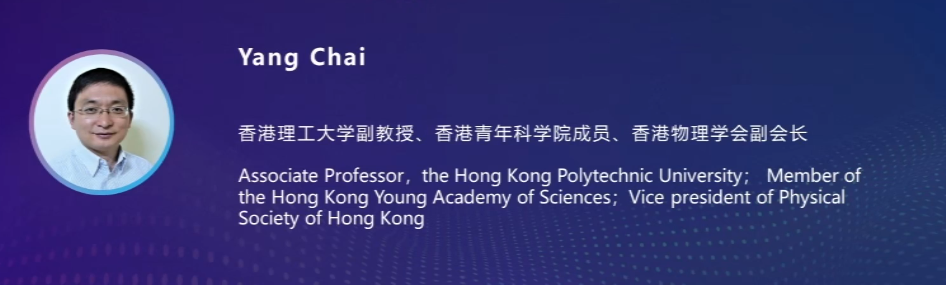 Yang Chai
香港理工大学副教授、香港青年科学院成员、香港物理学会副会长
Associate Professor，the Hong Kong Polytechnic University； Member of
the Hong Kong Young Academy of Sciences；Vice president of Physical
Society of Hong Kong